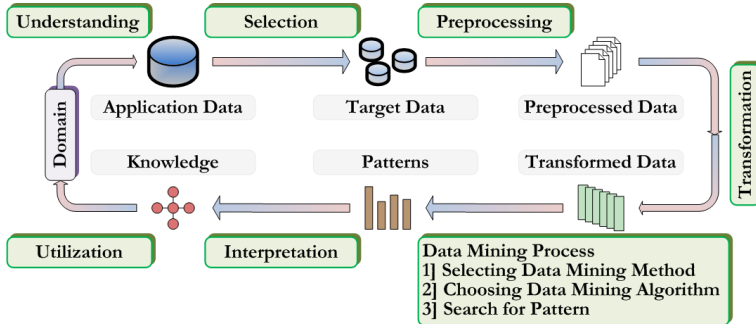 Understanding
Selection
Preprocessing
Application Data
Target Data
Preprocessed Data
Transformation
Domain
Knowledge
Patterns
Transformed Data
Utilization
Interpretation
Data Mining Process
1] Selecting Data Mining Method
2] Choosing Data Mining Algorithm
3] Search for Pattern